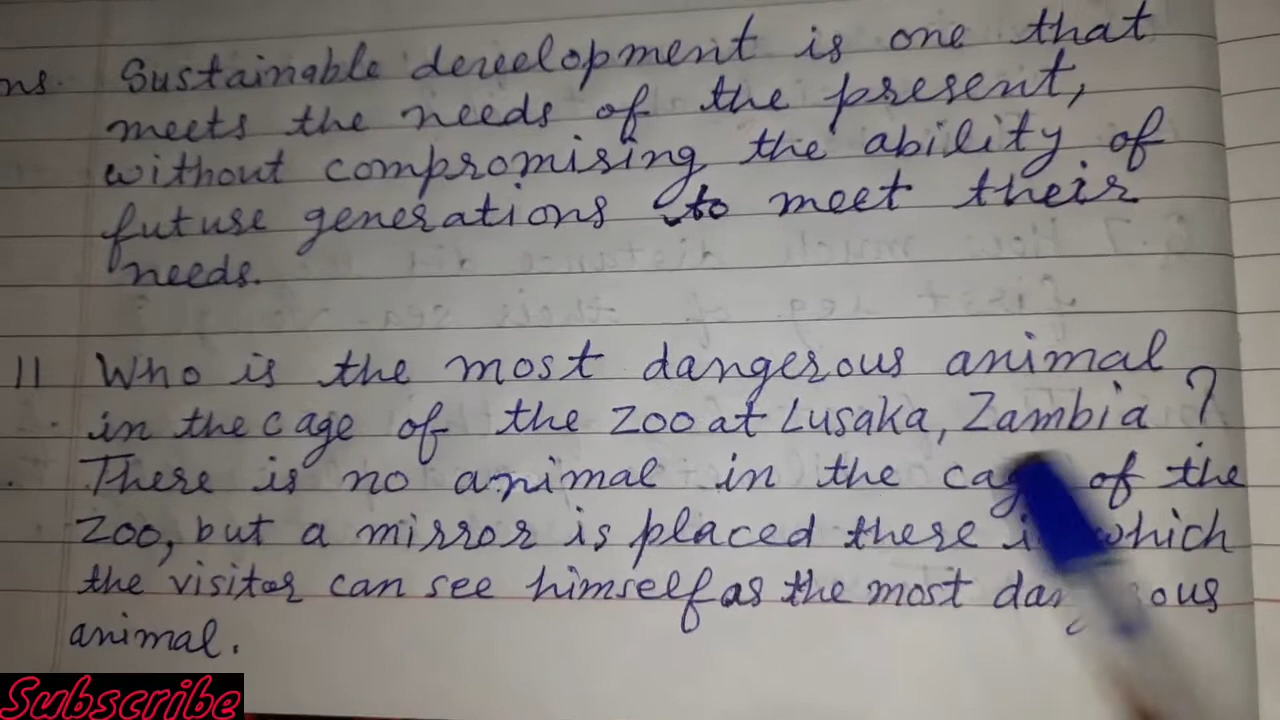 ns. Sustainable development is one that
meets the needs of the present,
without compromising the ability of
future generations to meet their
needs.
11 Who is the most dangerous animal
in the cage of the zoo at Lusaka, Zambia ?
There is no animal in the of the
Zoo, but a mirror is placed there which
the visitor can see himself as the most
animal.
Subscribe